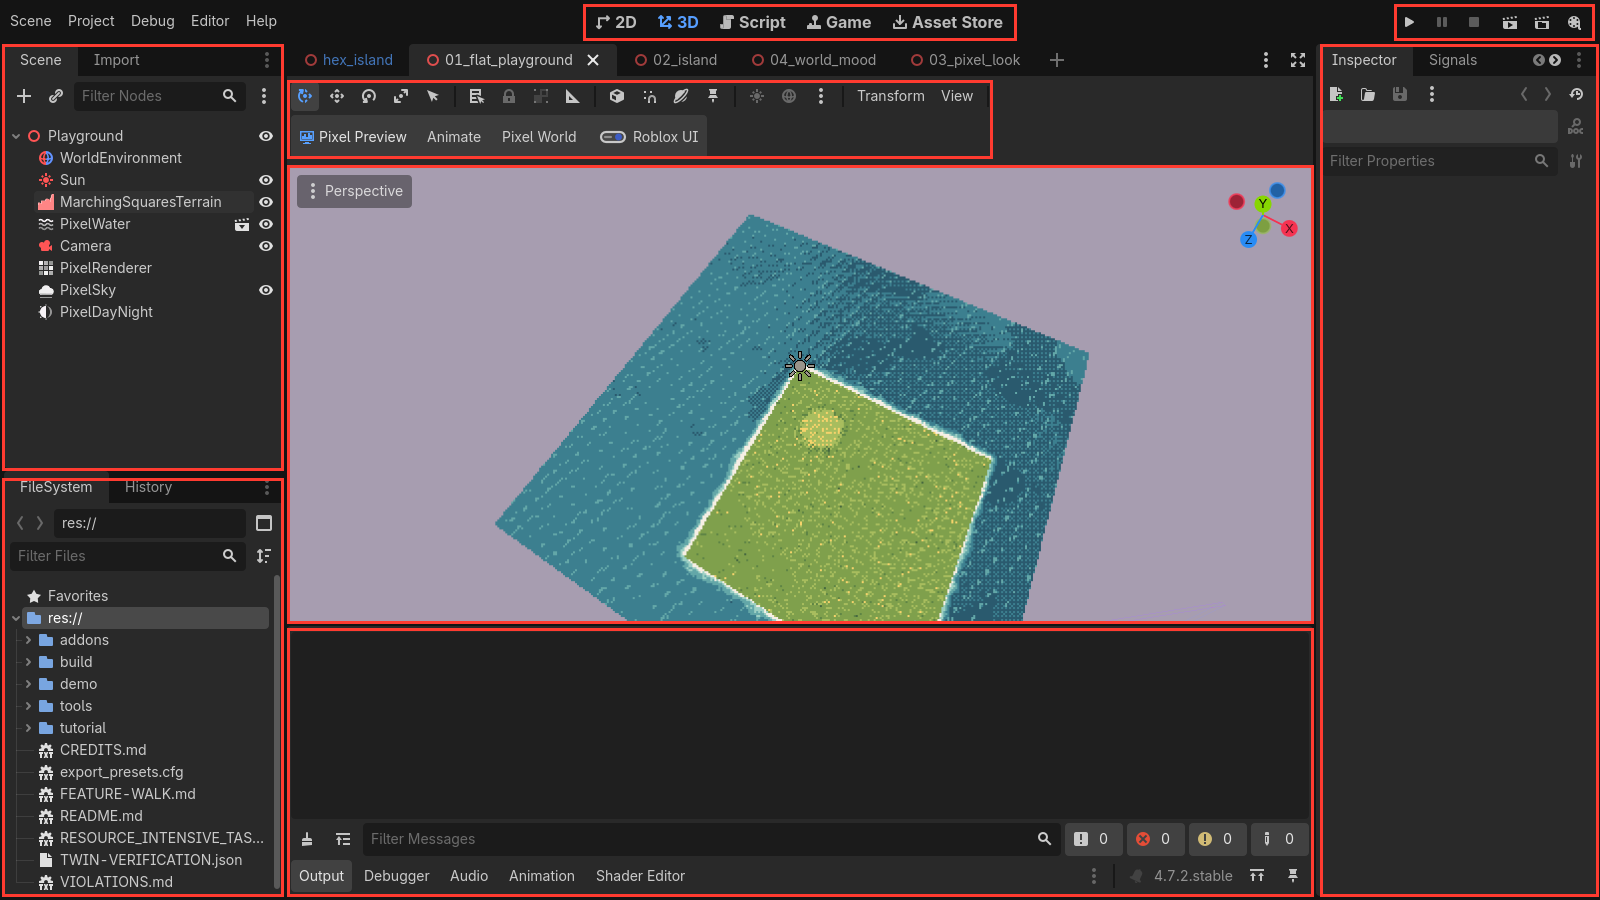 Scene Project Debug Editor Help
2D 3D Script Game Asset Store
Scene Import
hex_island 01_flat_playground 02_island 04_world_mood 03_pixel_look
Inspector Signals
Filter Nodes
Transform View
Pixel Preview Animate Pixel World Roblox UI
DOC
Filter Properties
Playground
WorldEnvironment
Sun
MarchingSquaresTerrain
PixelWater
Camera
PixelRenderer
PixelSky
PixelDayNight
Perspective
Y
X
Z
FileSystem History
res://
Filter Files
Favorites
res://
addons
build
demo
tools
tutorial
CREDITS.md
export_presets.cfg
FEATURE-WALK.md
README.md
RESOURCE_INTENSIVE_TAS...
TWIN-VERIFICATION.json
VIOLATIONS.md
Filter Messages 0 0 0 0
Output Debugger Audio Animation Shader Editor 4.7.2.stable